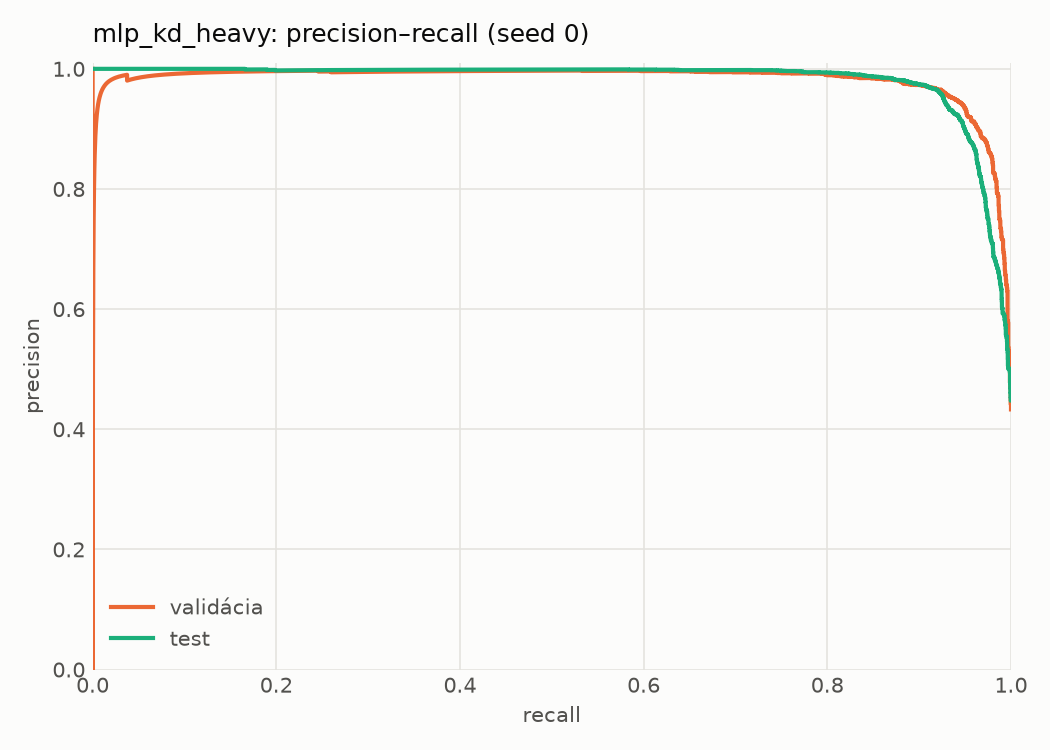 mlp_kd_heavy: precision–recall (seed 0)
precision
1.0
0.8
0.6
0.4
0.2
0.0
validácia
test
0.0 0.2 0.4 0.6 0.8 1.0
recall